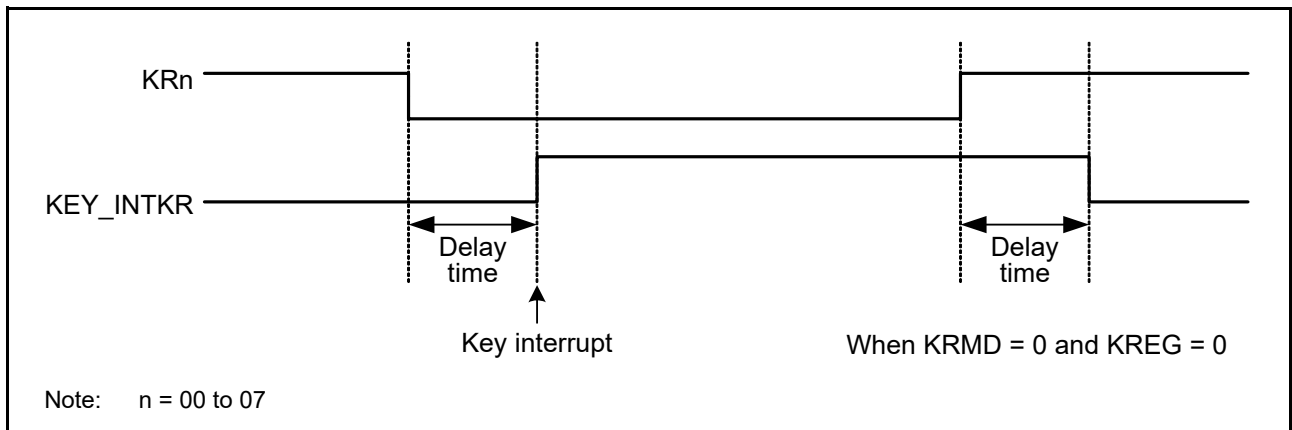 KRn
KEY_INTKR
Delay
time
Delay
time
Key interrupt
When KRMD = 0 and KREG = 0
Note: n = 00 to 07